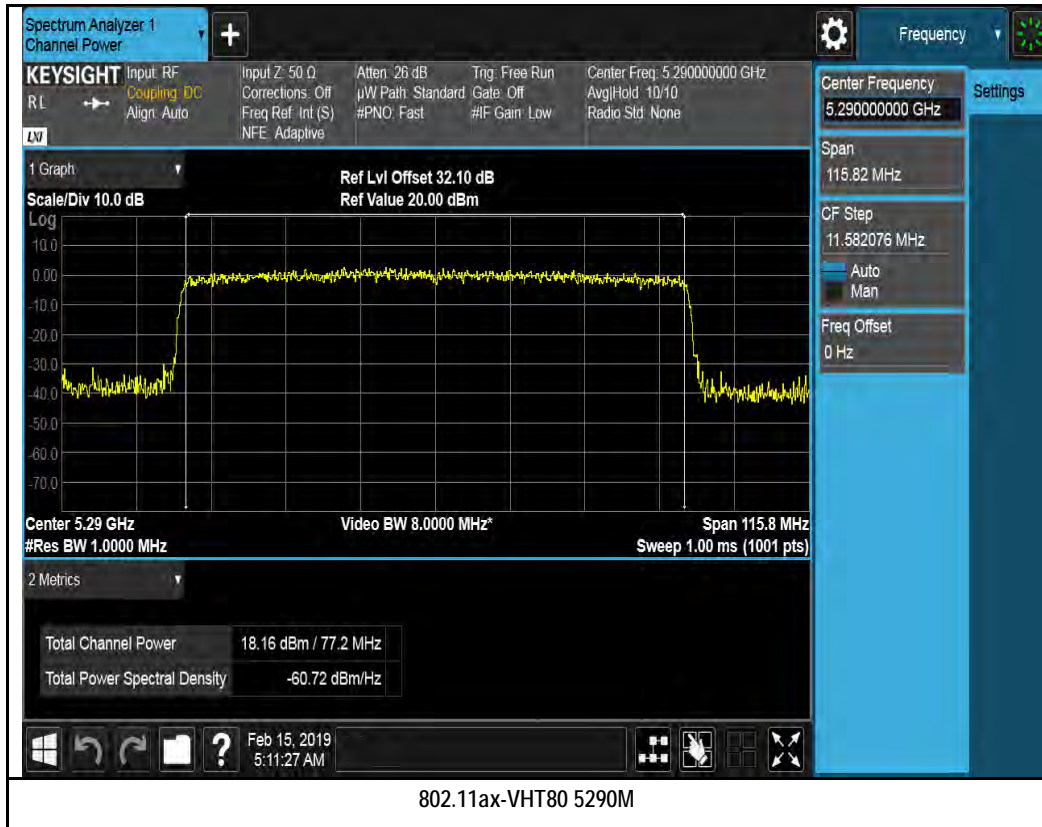 Spectrum Analyzer 1
Channel Power
+
Frequency
KEYSIGHT
RL
LXI
Input: RF
Coupling: DC
Align: Auto
Input Z: 50 Ω
Corrections: Off
Freq Ref: Int (S)
NFE: Adaptive
Atten: 26 dB
µW Path: Standard
#PNO: Fast
Trig: Free Run
Gate: Off
#IF Gain: Low
Center Freq: 5.290000000 GHz
Avg|Hold: 10/10
Radio Std: None
Center Frequency
5.290000000 GHz
Settings
Span
115.82 MHz
CF Step
11.582076 MHz
Auto
Man
Freq Offset
0 Hz
1 Graph
Scale/Div 10.0 dB
Ref Lvl Offset 32.10 dB
Ref Value 20.00 dBm
Log
10.0
0.00
-10.0
-20.0
-30.0
-40.0
-50.0
-60.0
-70.0
Center 5.29 GHz
#Res BW 1.0000 MHz
Video BW 8.0000 MHz*
Span 115.8 MHz
Sweep 1.00 ms (1001 pts)
2 Metrics
Total Channel Power 18.16 dBm / 77.2 MHz
Total Power Spectral Density -60.72 dBm/Hz
?
Feb 15, 2019
5:11:27 AM
802.11ax-VHT80 5290M